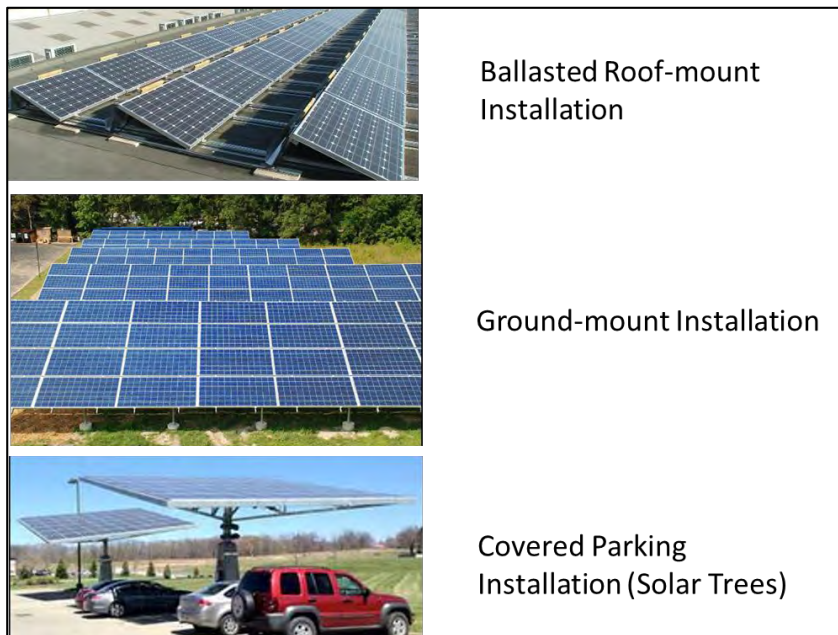 Ballasted Roof-mount
Installation
Ground-mount Installation
Covered Parking
Installation (Solar Trees)